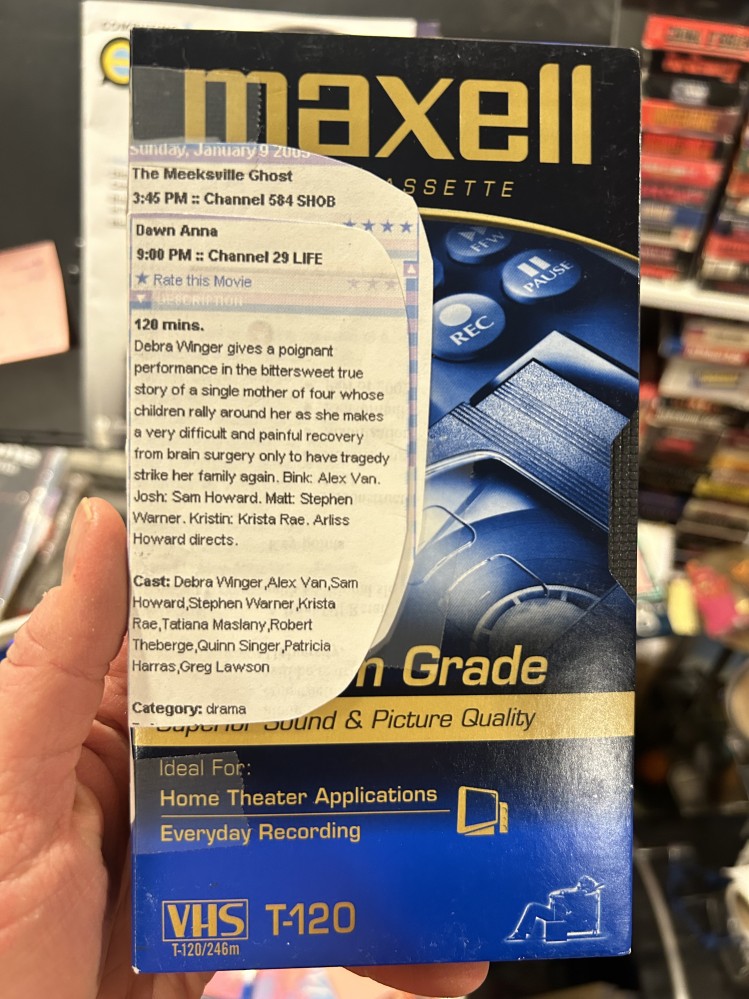 maxell
Sunday, January 9 2005
The Meeksville Ghost
3:45 PM :: Channel 584 SHOB
ASSETTE
Dawn Anna
9:00 PM :: Channel 29 LIFE
Rate this Movie
DESCRIPTION
FFW
PAUSE
REC
120 mins.
Debra Winger gives a poignant
performance in the bittersweet true
story of a single mother of four whose
children rally around her as she makes
a very difficult and painful recovery
from brain surgery only to have tragedy
strike her family again. Bink: Alex Van.
Josh: Sam Howard. Matt: Stephen
Warner. Kristin: Krista Rae. Arliss
Howard directs.
Cast: Debra Winger,Alex Van,Sam
Howard,Stephen Warner,Krista
Rae,Tatiana Maslany,Robert
Theberge,Quinn Singer,Patricia
Harras,Greg Lawson
Category: drama
n Grade
Superior Sound & Picture Quality
Ideal For:
Home Theater Applications
Everyday Recording
VHS T-120
T-120/246m